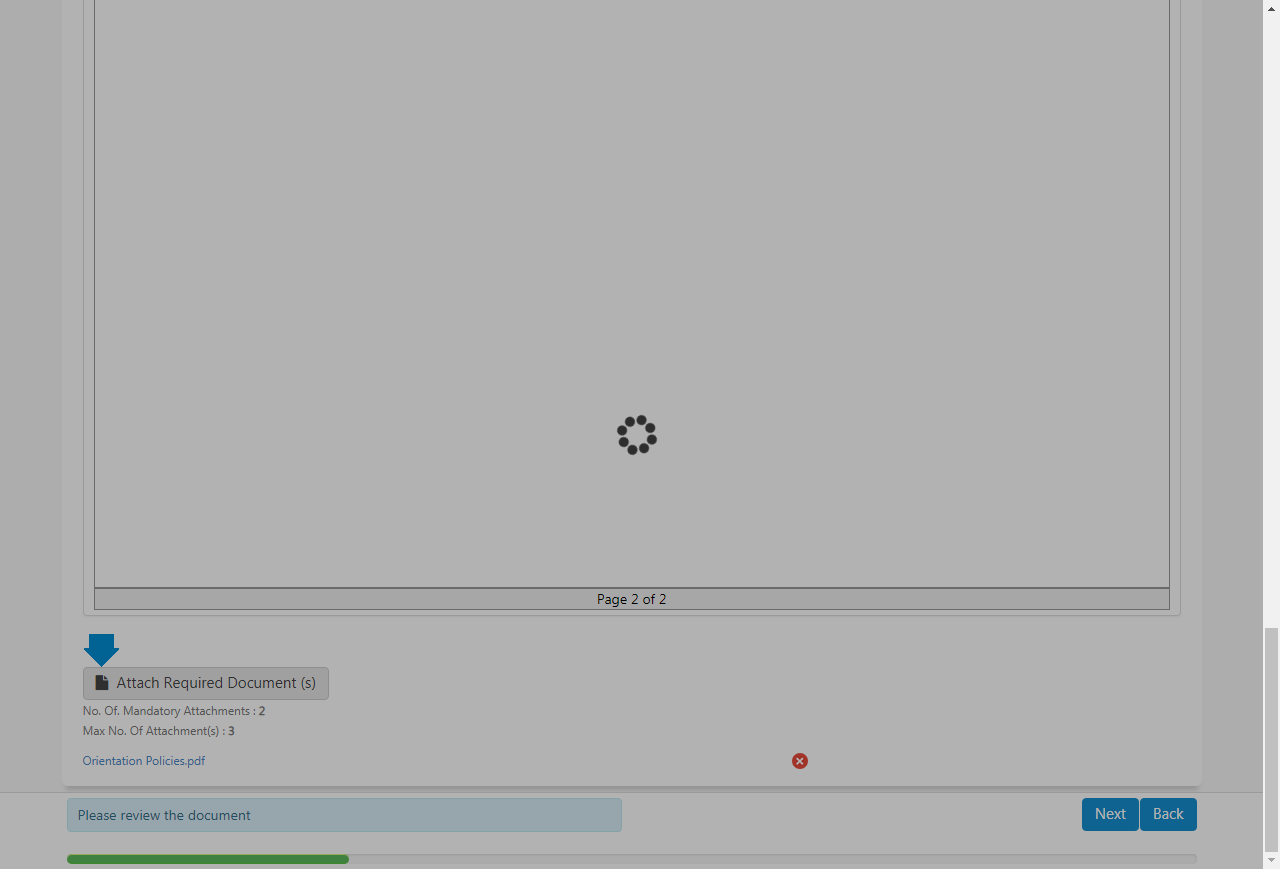 Page 2 of 2
Attach Required Document (s)
No. Of. Mandatory Attachments : 2
Max No. Of Attachment(s) : 3
Orientation Policies.pdf
Please review the document
Next
Back